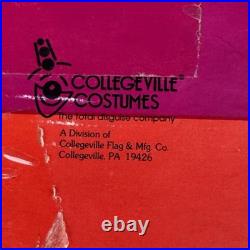 COLLEGEVILLE®
COSTUMES
The total disguise company
A Division of
Collegeville Flag & Mfg. Co.
Collegeville, PA 19426